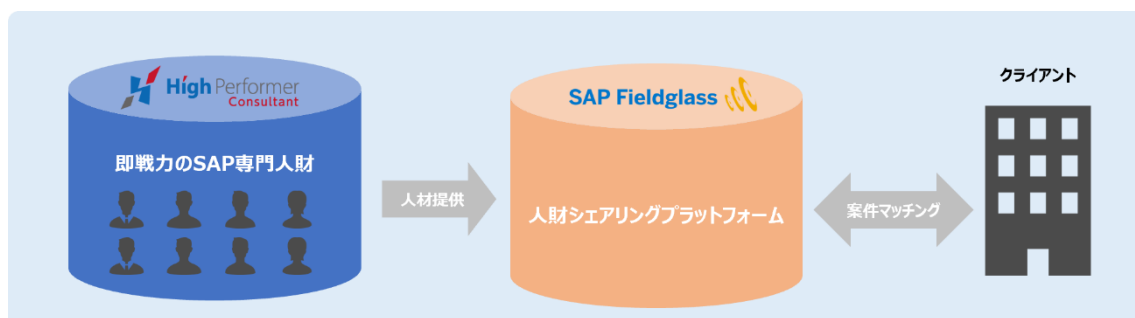 High Performer
Consultant
即戦力のSAP専門人財
人材提供
SAP Fieldglass
人財シェアリングプラットフォーム
案件マッチング
クライアント